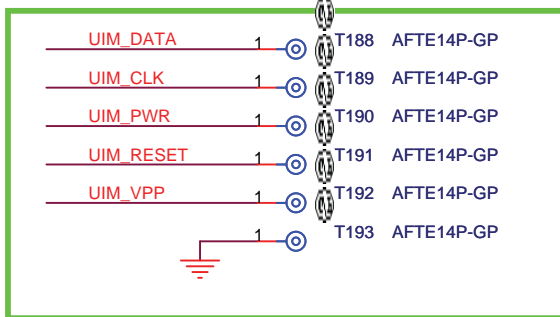 UIM_DATA 1 T188 AFTE14P-GP
UIM_CLK 1 T189 AFTE14P-GP
UIM_PWR 1 T190 AFTE14P-GP
UIM_RESET 1 T191 AFTE14P-GP
UIM_VPP 1 T192 AFTE14P-GP
1 T193 AFTE14P-GP